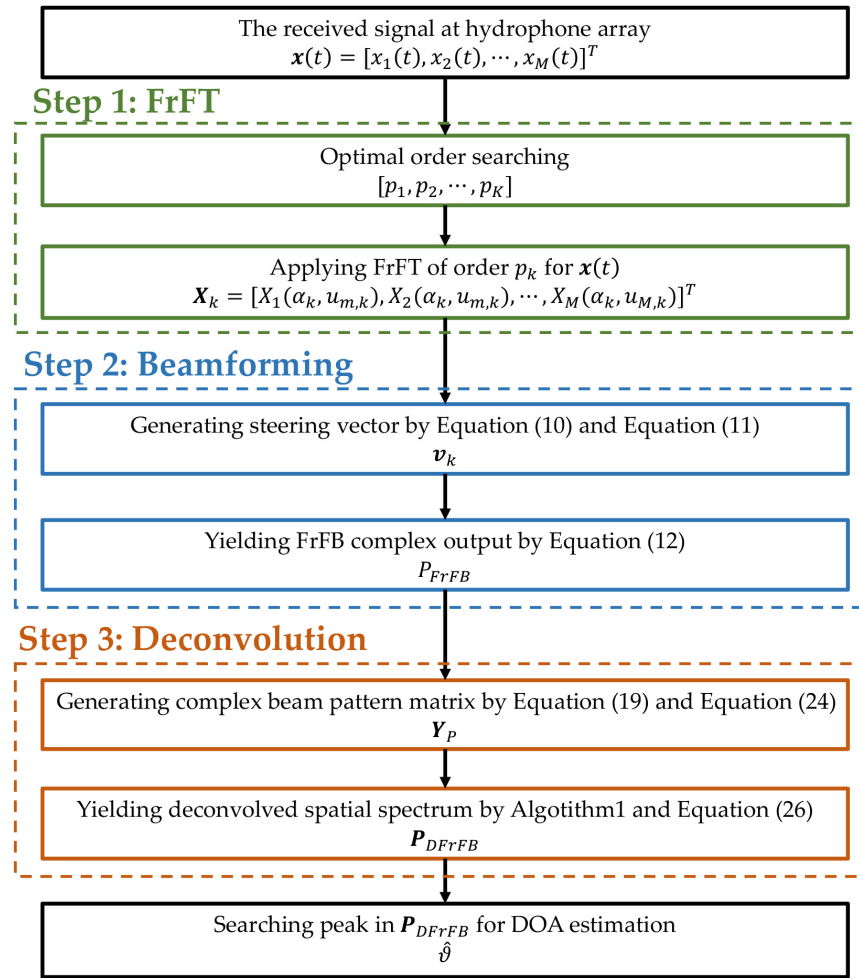 The received signal at hydrophone array
𝒙(t) = [x₁(t), x₂(t), ⋯ , x_M(t)]ᵀ
Step 1: FrFT
Optimal order searching
[p₁, p₂, ⋯ , p_K]
Applying FrFT of order p_k for 𝒙(t)
𝑿_k = [X₁(α_k, u_{m,k}), X₂(α_k, u_{m,k}), ⋯ , X_M(α_k, u_{M,k})]ᵀ
Step 2: Beamforming
Generating steering vector by Equation (10) and Equation (11)
𝒗_k
Yielding FrFB complex output by Equation (12)
P_{FrFB}
Step 3: Deconvolution
Generating complex beam pattern matrix by Equation (19) and Equation (24)
𝒀_P
Yielding deconvolved spatial spectrum by Algotithm1 and Equation (26)
𝑷_{DFrFB}
Searching peak in 𝑷_{DFrFB} for DOA estimation
ϑ̂